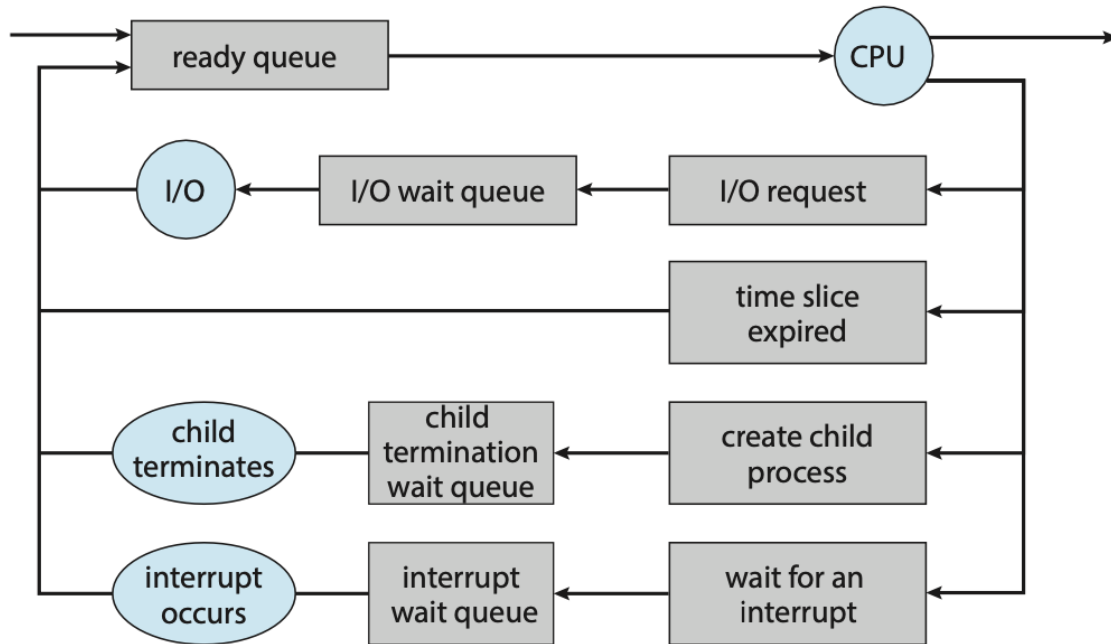 ready queue
CPU
I/O
I/O wait queue
I/O request
time slice
expired
child
terminates
child
termination
wait queue
create child
process
interrupt
occurs
interrupt
wait queue
wait for an
interrupt